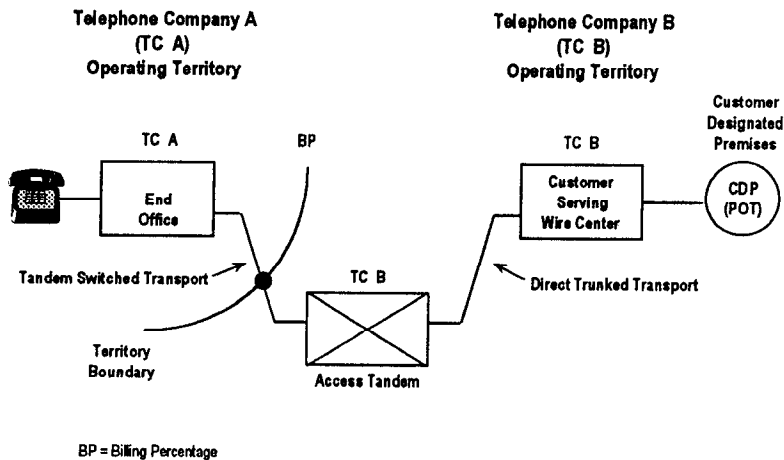 Telephone Company A
(TC A)
Operating Territory
Telephone Company B
(TC B)
Operating Territory
Customer
Designated
Premises
TC A
BP
TC B
End
Office
Customer
Serving
Wire Center
CDP
(POT)
Tandem Switched Transport
TC B
Direct Trunked Transport
Territory
Boundary
Access Tandem
BP = Billing Percentage